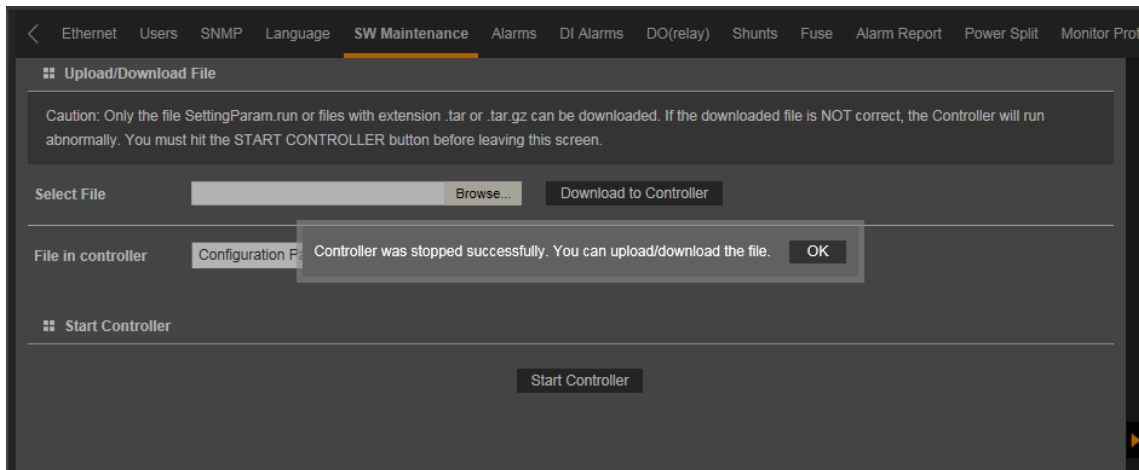 Ethernet Users SNMP Language SW Maintenance Alarms DI Alarms DO(relay) Shunts Fuse Alarm Report Power Split Monitor
Upload/Download File
Caution: Only the file SettingParam.run or files with extension .tar or .tar.gz can be downloaded. If the downloaded file is NOT correct, the Controller will run
abnormally. You must hit the START CONTROLLER button before leaving this screen.
Select File Browse... Download to Controller
Controller was stopped successfully. You can upload/download the file. OK
File in controller Configuration
Start Controller
Start Controller